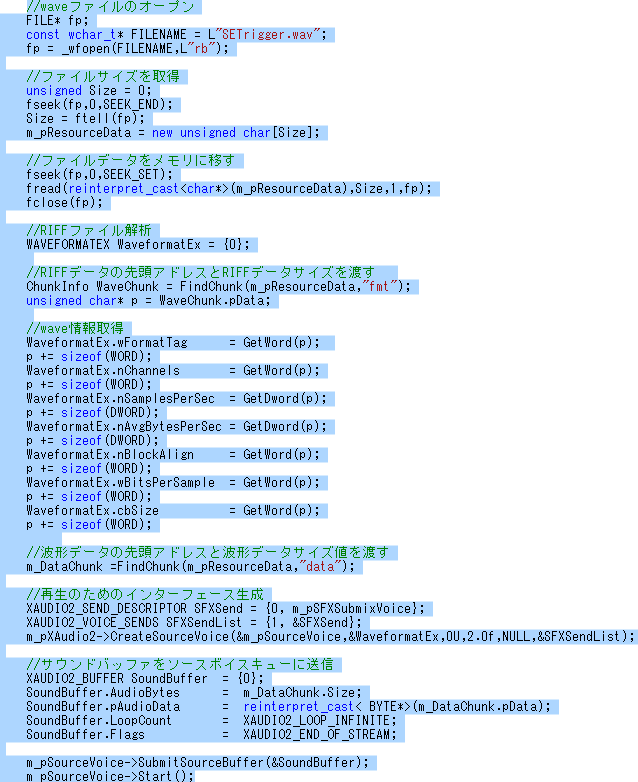 //waveファイルのオープン
FILE* fp;
const wchar_t* FILENAME = L"SETrigger.wav";
fp = _wfopen(FILENAME,L"rb");
//ファイルサイズを取得
unsigned Size = 0;
fseek(fp,0,SEEK_END);
Size = ftell(fp);
m_pResourceData = new unsigned char[Size];
//ファイルデータをメモリに移す
fseek(fp,0,SEEK_SET);
fread(reinterpret_cast<char*>(m_pResourceData),Size,1,fp);
fclose(fp);
//RIFFファイル解析
WAVEFORMATEX WaveformatEx = {0};
//RIFFデータの先頭アドレスとRIFFデータサイズを渡す
ChunkInfo WaveChunk = FindChunk(m_pResourceData,"fmt");
unsigned char* p = WaveChunk.pData;
//wave情報取得
WaveformatEx.wFormatTag      = GetWord(p);
p += sizeof(WORD);
WaveformatEx.nChannels       = GetWord(p);
p += sizeof(WORD);
WaveformatEx.nSamplesPerSec  = GetDword(p);
p += sizeof(DWORD);
WaveformatEx.nAvgBytesPerSec = GetDword(p);
p += sizeof(DWORD);
WaveformatEx.nBlockAlign     = GetWord(p);
p += sizeof(WORD);
WaveformatEx.wBitsPerSample  = GetWord(p);
p += sizeof(WORD);
WaveformatEx.cbSize          = GetWord(p);
p += sizeof(WORD);
//波形データの先頭アドレスと波形データサイズ値を渡す
m_DataChunk =FindChunk(m_pResourceData,"data");
//再生のためのインターフェース生成
XAUDIO2_SEND_DESCRIPTOR SFXSend = {0, m_pSFXSubmixVoice};
XAUDIO2_VOICE_SENDS SFXSendList = {1, &SFXSend};
m_pXAudio2->CreateSourceVoice(&m_pSourceVoice,&WaveformatEx,0U,2.0f,NULL,&SFXSendList);
//サウンドバッファをソースボイスキューに送信
XAUDIO2_BUFFER SoundBuffer  = {0};
SoundBuffer.AudioBytes      =  m_DataChunk.Size;
SoundBuffer.pAudioData      =  reinterpret_cast< BYTE*>(m_DataChunk.pData);
SoundBuffer.LoopCount       =  XAUDIO2_LOOP_INFINITE;
SoundBuffer.Flags           =  XAUDIO2_END_OF_STREAM;
m_pSourceVoice->SubmitSourceBuffer(&SoundBuffer);
m_pSourceVoice->Start();